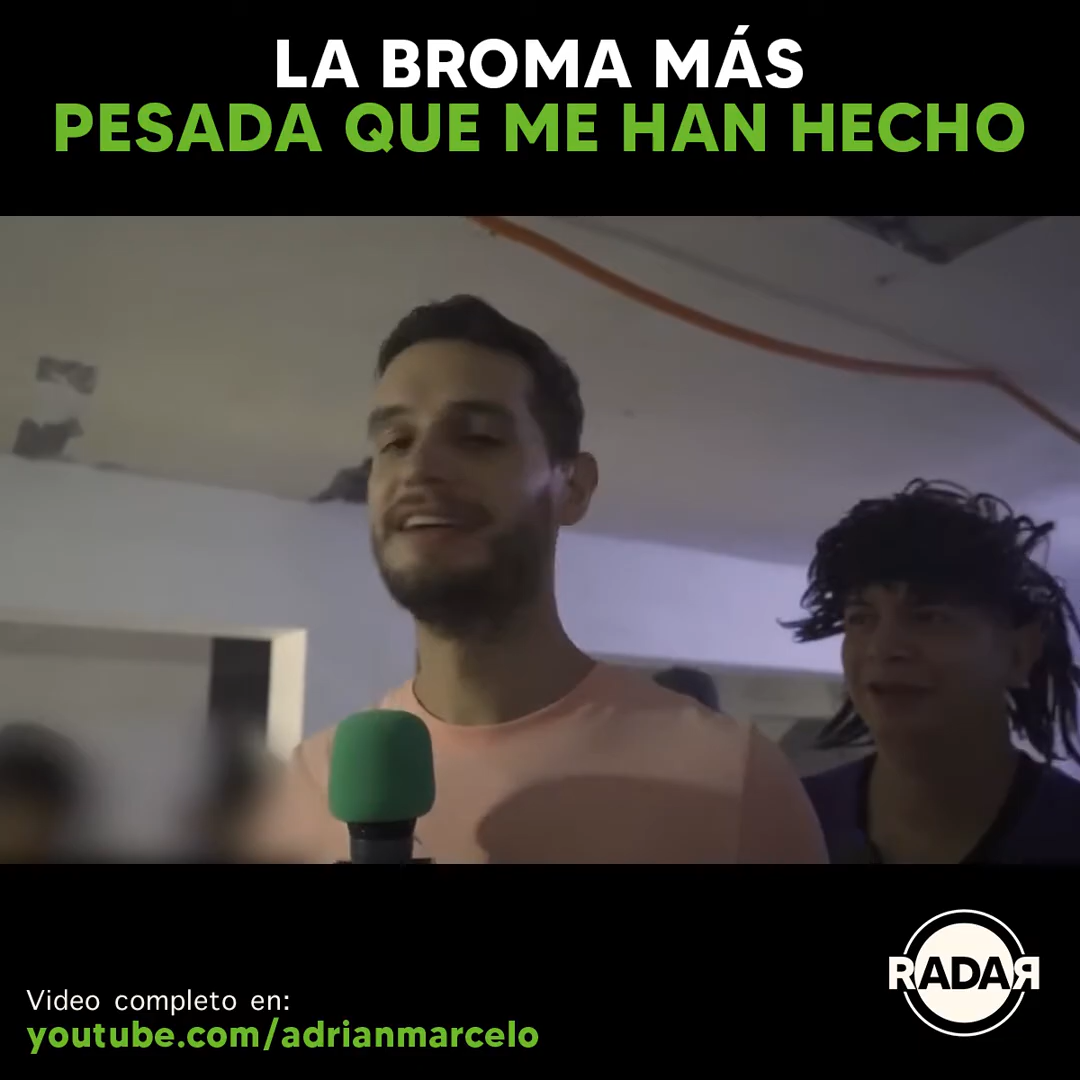 LA BROMA MÁS
PESADA QUE ME HAN HECHO
RADAR
Video completo en:
youtube.com/adrianmarcelo